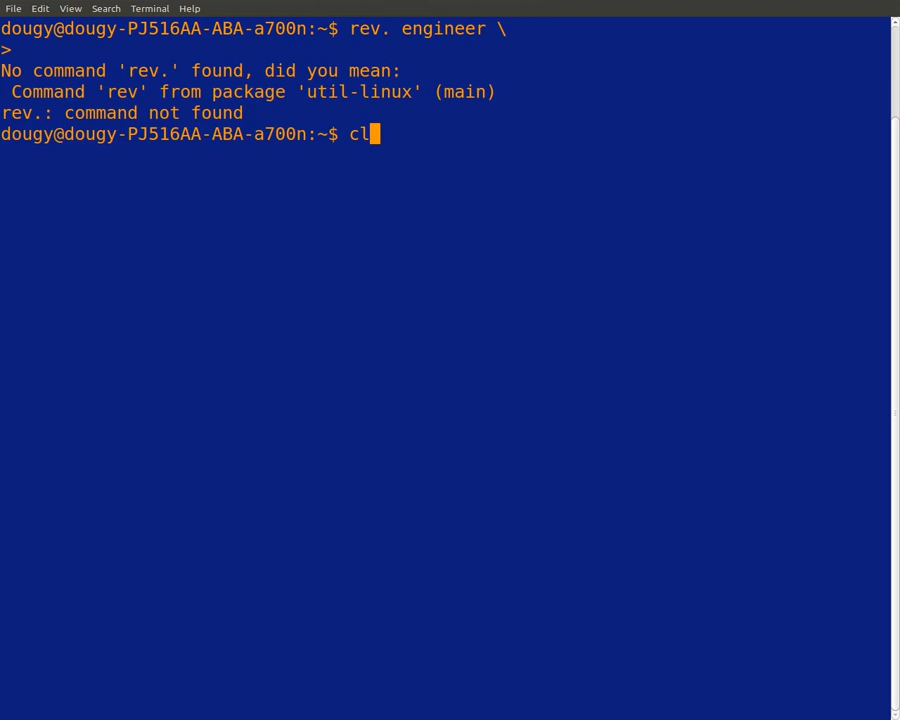 File Edit View Search Terminal Help
dougy@dougy-PJ516AA-ABA-a700n:~$ rev. engineer \
>
No command 'rev.' found, did you mean:
 Command 'rev' from package 'util-linux' (main)
rev.: command not found
dougy@dougy-PJ516AA-ABA-a700n:~$ cl